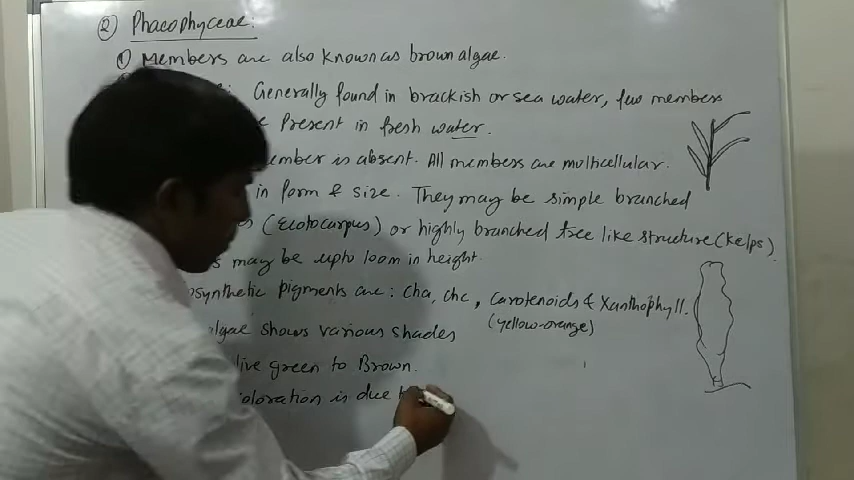 ② Phaeophyceae:
① Members are also known as brown algae.
: Generally found in brackish or sea water, few members
Present in fresh water.
ember is absent. All members are multicellular.
in form & size. They may be simple branched
(Ectocarpus) or highly branched tree like structure (kelps).
may be upto 100m in height.
osynthetic pigments are: cha, chc, Carotenoids & Xanthophyll.
(yellow-orange)
algae shows various shades
live green to Brown.
oloration is due